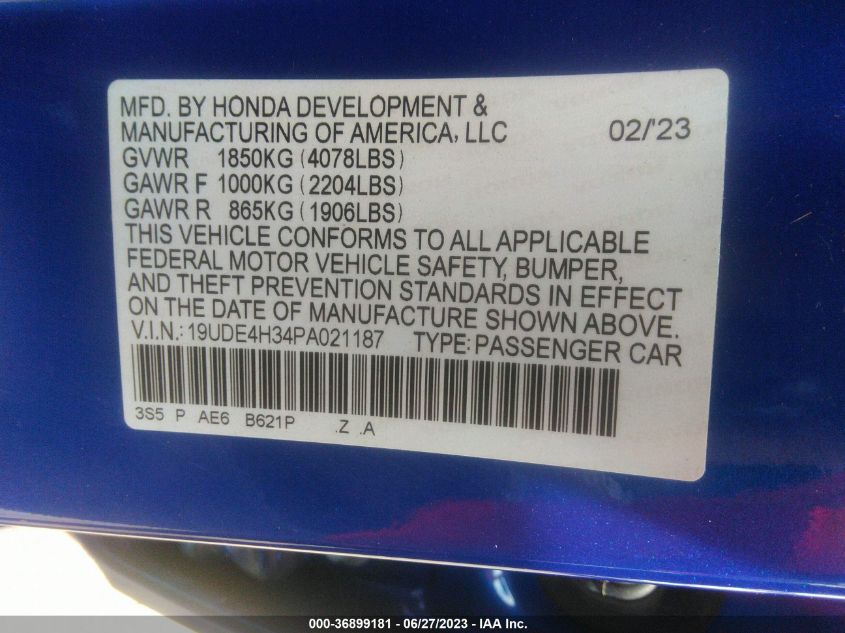 MFD. BY HONDA DEVELOPMENT &
MANUFACTURING OF AMERICA, LLC 02/'23
GVWR 1850KG (4078LBS)
GAWR F 1000KG (2204LBS)
GAWR R 865KG (1906LBS)
THIS VEHICLE CONFORMS TO ALL APPLICABLE
FEDERAL MOTOR VEHICLE SAFETY, BUMPER,
AND THEFT PREVENTION STANDARDS IN EFFECT
ON THE DATE OF MANUFACTURE SHOWN ABOVE.
V.I.N.: 19UDE4H34PA021187 TYPE: PASSENGER CAR
3S5 P AE6 B621P .Z .A
000-36899181 / 06/27/2023 - IAA Inc.